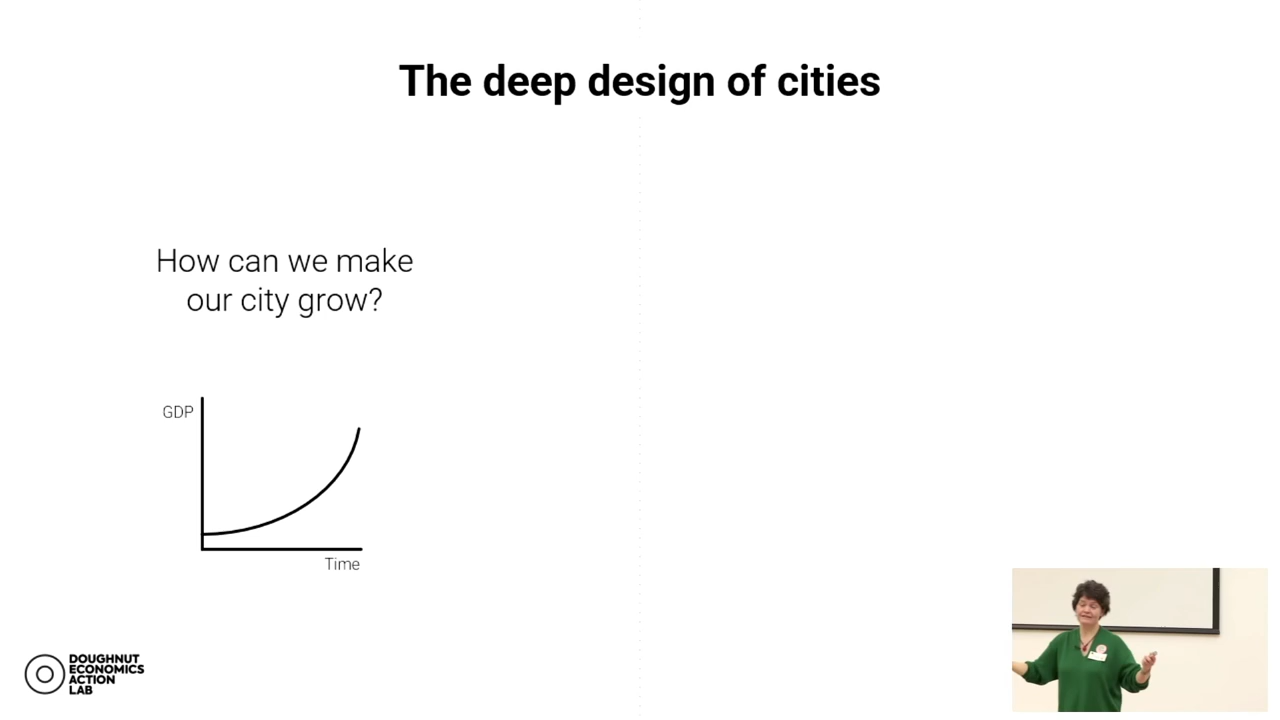 The deep design of cities
How can we make
our city grow?
GDP
Time
DOUGHNUT
ECONOMICS
ACTION
LAB